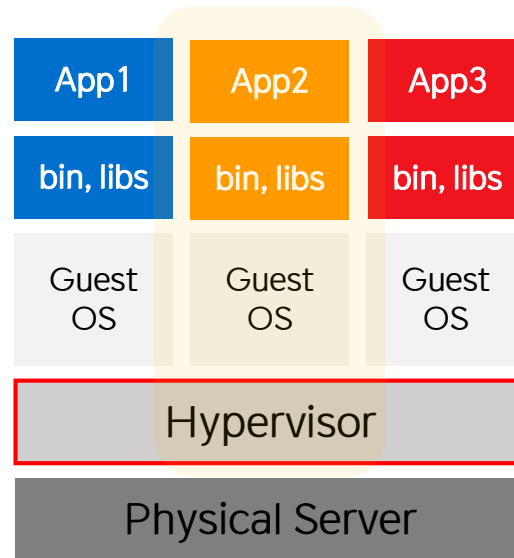 App1 App2 App3
bin, libs bin, libs bin, libs
Guest Guest Guest
OS OS OS
Hypervisor
Physical Server